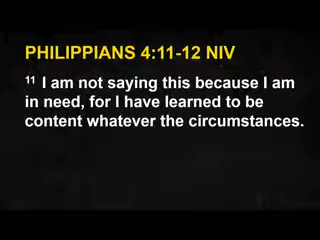 PHILIPPIANS 4:11-12 NIV
11 I am not saying this because I am
in need, for I have learned to be
content whatever the circumstances.